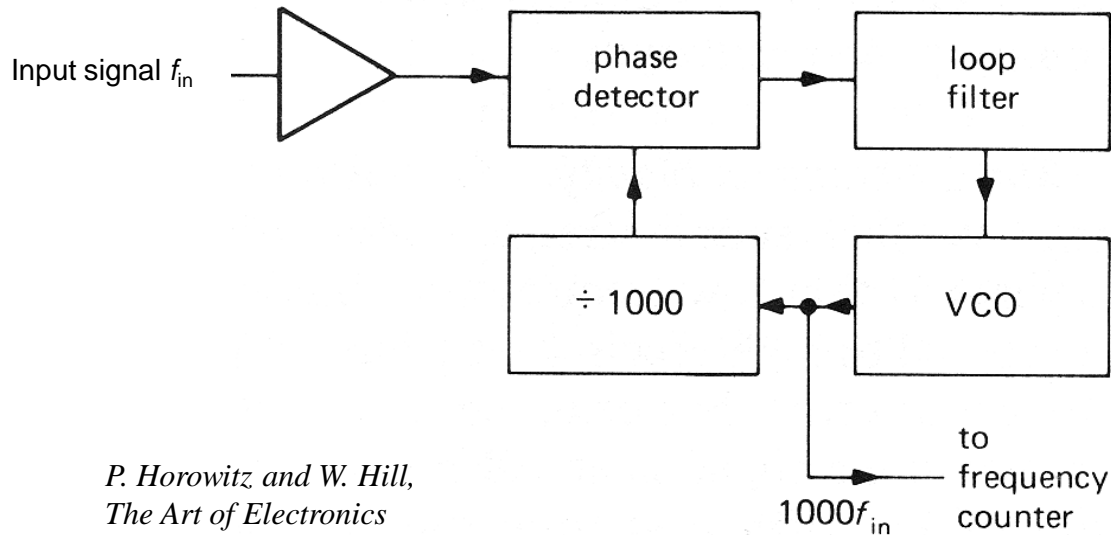 Input signal fin
phase
detector
loop
filter
÷ 1000
VCO
to
frequency
counter
1000fin
P. Horowitz and W. Hill,
The Art of Electronics